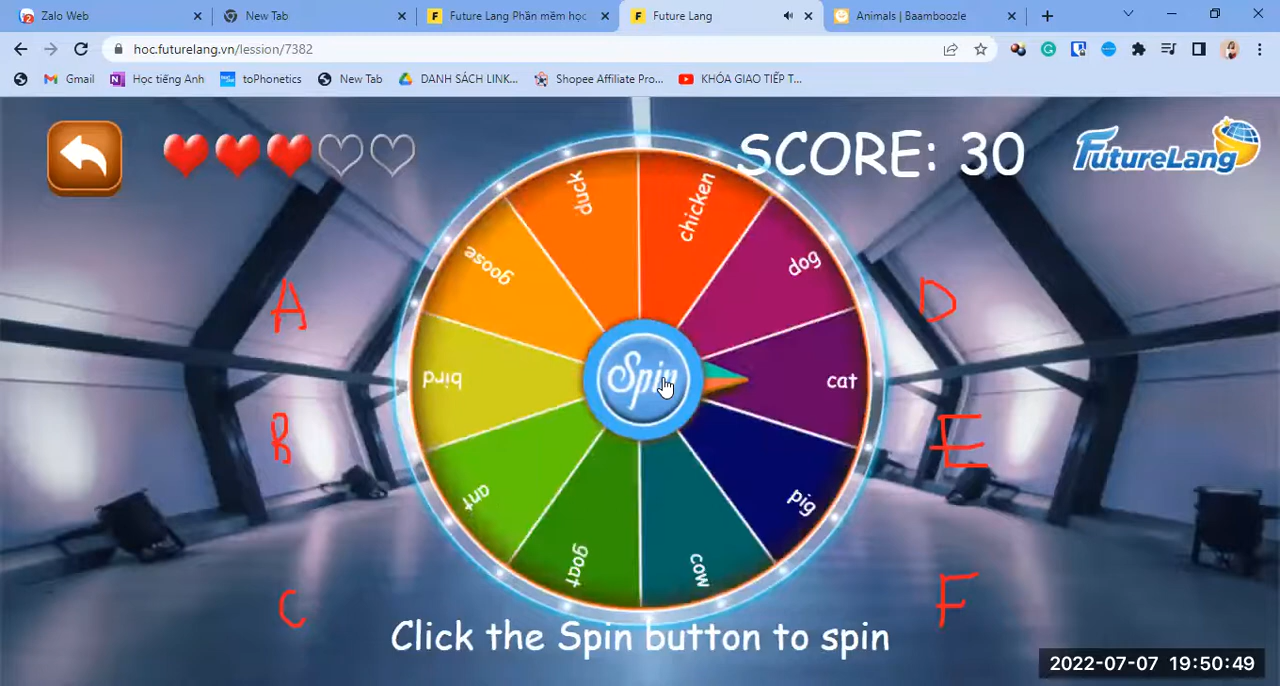 Zalo Web
New Tab
Future Lang Phần mềm học
Future Lang
Animals | Baamboozle
hoc.futurelang.vn/lession/7382
Gmail
Học tiếng Anh
toPhonetics
New Tab
DANH SÁCH LINK...
Shopee Affiliate Pro...
KHÓA GIAO TIẾP T...
SCORE: 30
FutureLang
duck
chicken
goose
dog
A
D
bird
cat
B
E
ant
pig
goat
cow
C
F
Spin
Click the Spin button to spin
2022-07-07 19:50:49